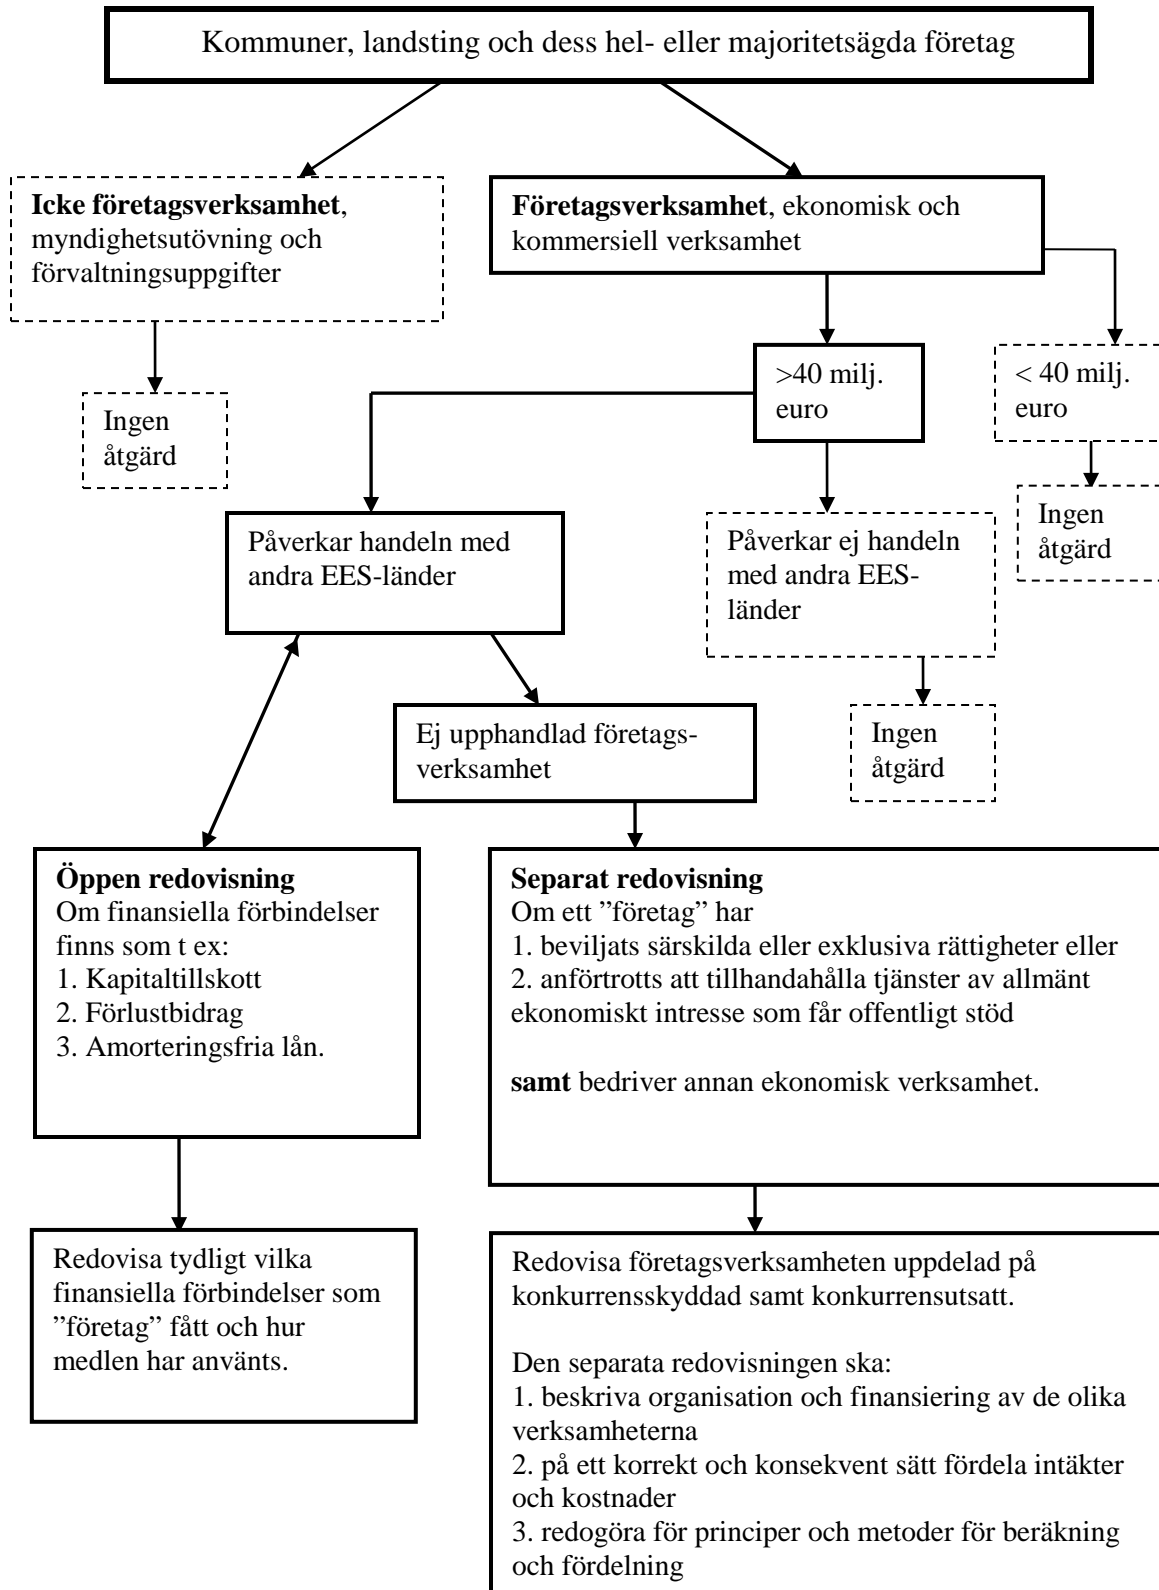 Kommuner, landsting och dess hel- eller majoritetsägda företag
Icke företagsverksamhet,
myndighetsutövning och
förvaltningsuppgifter
Företagsverksamhet, ekonomisk och
kommersiell verksamhet
>40 milj.
euro
< 40 milj.
euro
Ingen
åtgärd
Ingen
åtgärd
Påverkar handeln med
andra EES-länder
Påverkar ej handeln
med andra EES-
länder
Ej upphandlad företags-
verksamhet
Ingen
åtgärd
Öppen redovisning
Om finansiella förbindelser
finns som t ex:
1. Kapitaltillskott
2. Förlustbidrag
3. Amorteringsfria lån.
Separat redovisning
Om ett ”företag” har
1. beviljats särskilda eller exklusiva rättigheter eller
2. anförtrotts att tillhandahålla tjänster av allmänt
ekonomiskt intresse som får offentligt stöd
samt bedriver annan ekonomisk verksamhet.
Redovisa tydligt vilka
finansiella förbindelser som
”företag” fått och hur
medlen har använts.
Redovisa företagsverksamheten uppdelad på
konkurrensskyddad samt konkurrensutsatt.
Den separata redovisningen ska:
1. beskriva organisation och finansiering av de olika
verksamheterna
2. på ett korrekt och konsekvent sätt fördela intäkter
och kostnader
3. redogöra för principer och metoder för beräkning
och fördelning